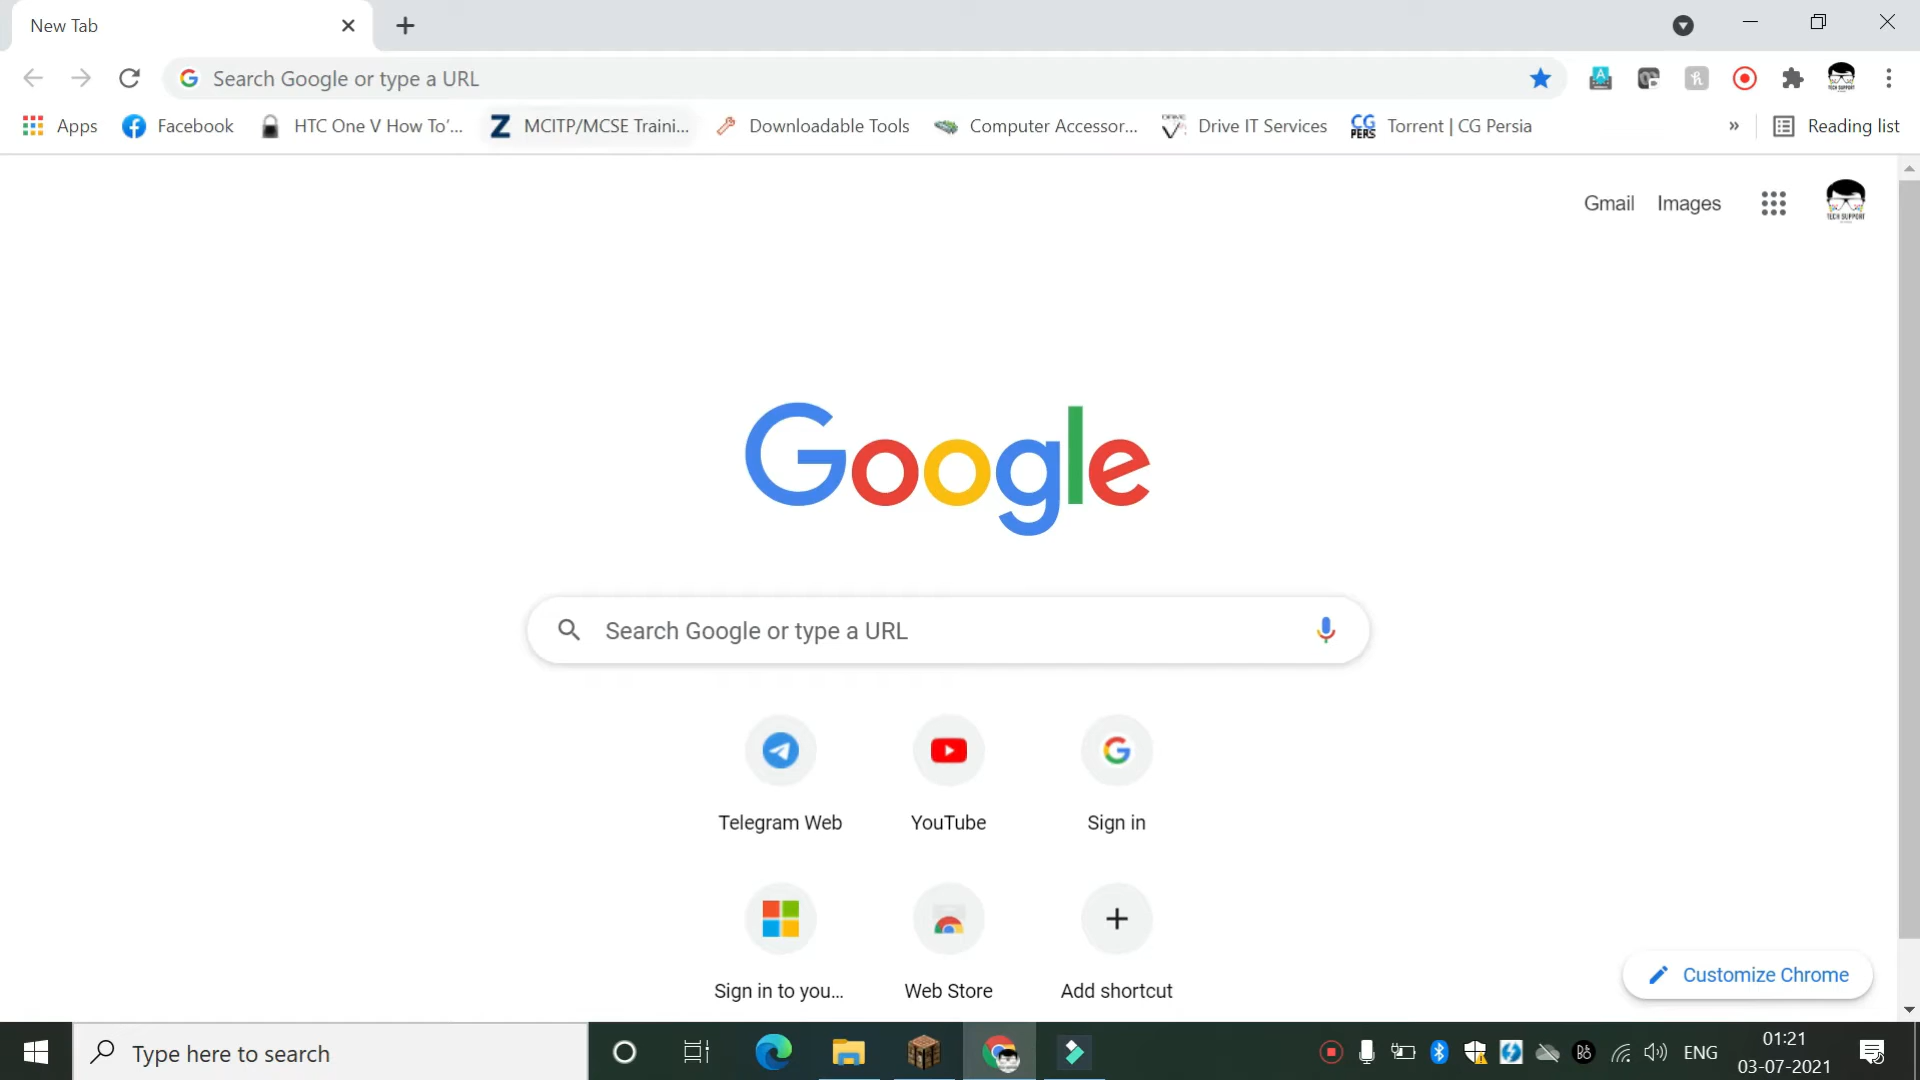 New Tab
Search Google or type a URL
Apps Facebook HTC One V How To'... MCITP/MCSE Traini... Downloadable Tools Computer Accessor... Drive IT Services Torrent | CG Persia » Reading list
Gmail Images
Google
Search Google or type a URL
Telegram Web YouTube Sign in
Sign in to you... Web Store Add shortcut
Customize Chrome
Type here to search
ENG
01:21
03-07-2021